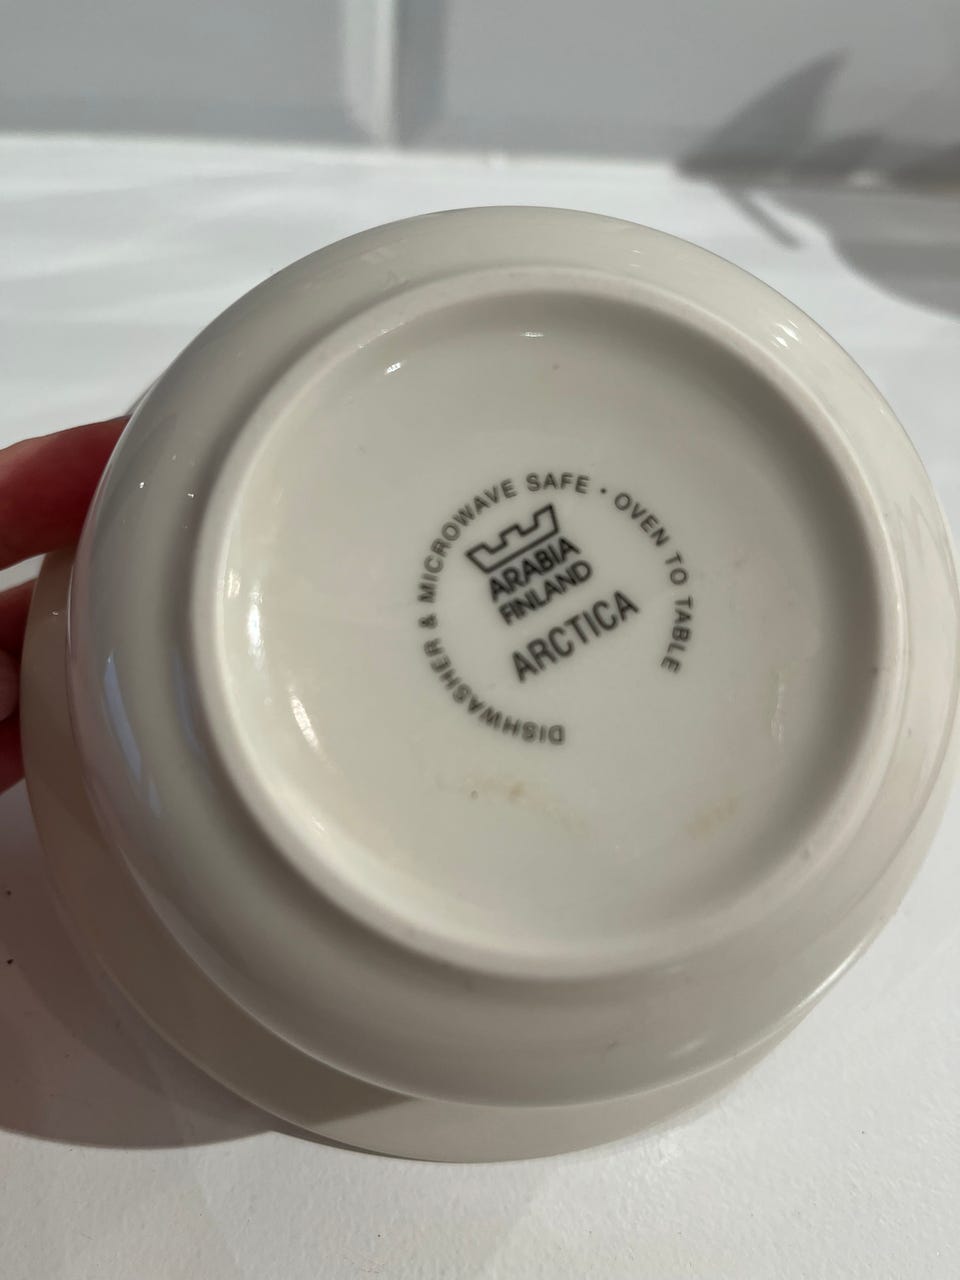 DISHWASHER & MICROWAVE SAFE • OVEN TO TABLE
ARABIA
FINLAND
ARCTICA